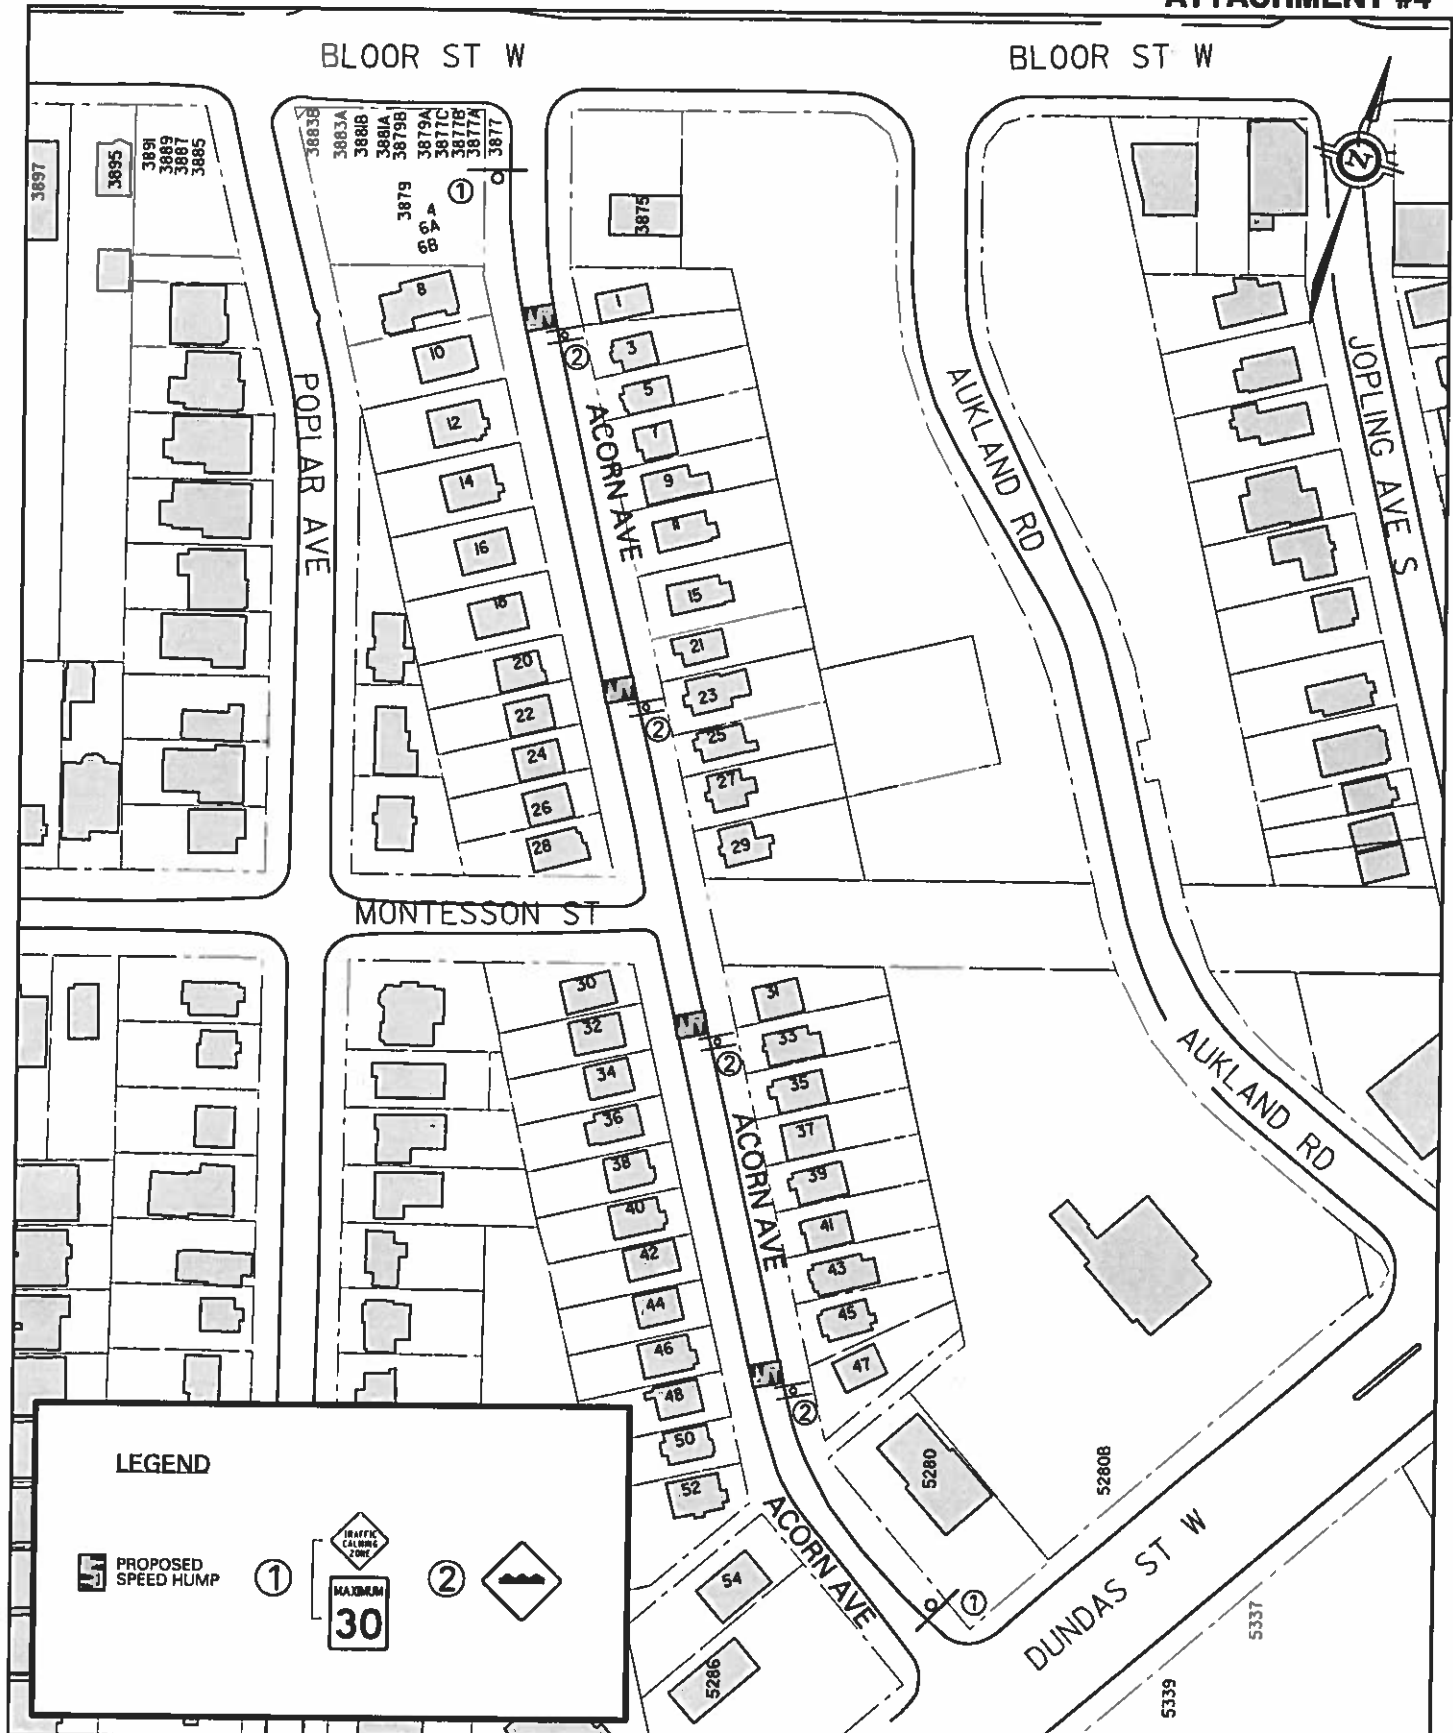 ATTACHMENT #4
BLOOR ST W
BLOOR ST W
3897
3895
3891
3889
3887
3885
3883B
3883A
3881B
3881A
3879B
3879A
3877C
3877B
3877A
3877
3879
4
6A
6B
1
3875
N
8
1
10
3
2
5
12
7
14
9
11
16
15
18
21
20
23
22
2
25
24
27
26
29
28
POPLAR AVE
ACORN AVE
AUKLAND RD
JOPLING AVE S
MONTESSON ST
30
31
32
33
2
34
35
36
37
38
39
40
41
42
43
44
45
46
47
48
2
50
52
ACORN AVE
AUKLAND RD
5280
5280B
ACORN AVE
54
5286
1
DUNDAS ST W
5337
5339
LEGEND
PROPOSED
SPEED HUMP
1
TRAFFIC
CALMING
ZONE
MAXIMUM
30
2